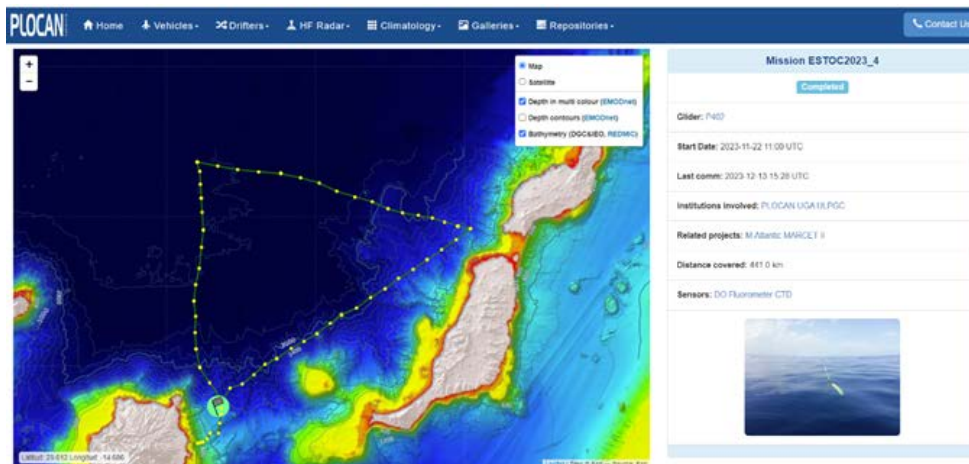 PLOCAN Home Vehicles Drifters HF Radar Climatology Galleries Repositories Contact Us
+
−
Map
Satellite
Depth in multi colour (EMODnet)
Depth contours (EMODnet)
Bathymetry (DGC&IEO, REDMIC)
Mission ESTOC2023_4
Completed
Glider: P402
Start Date: 2023-11-22 11:00 UTC
Last comm: 2023-12-13 15:28 UTC
Institutions involved: PLOCAN UGA ULPGC
Related projects: MARCET II
Distance covered: 441.0 km
Sensors: DO Fluorometer CTD